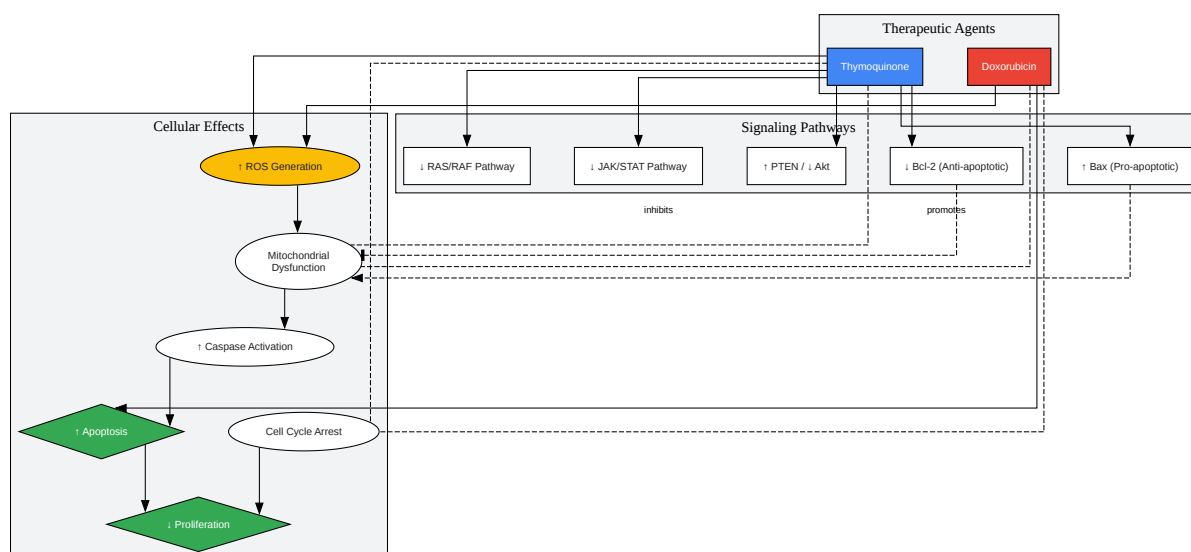 Therapeutic Agents
Thymoquinone
Doxorubicin
Cellular Effects
Signaling Pathways
↑ ROS Generation
↓ RAS/RAF Pathway
↓ JAK/STAT Pathway
↑ PTEN / ↓ Akt
↓ Bcl-2 (Anti-apoptotic)
↑ Bax (Pro-apoptotic)
inhibits
promotes
Mitochondrial
Dysfunction
↑ Caspase Activation
↑ Apoptosis
Cell Cycle Arrest
↓ Proliferation